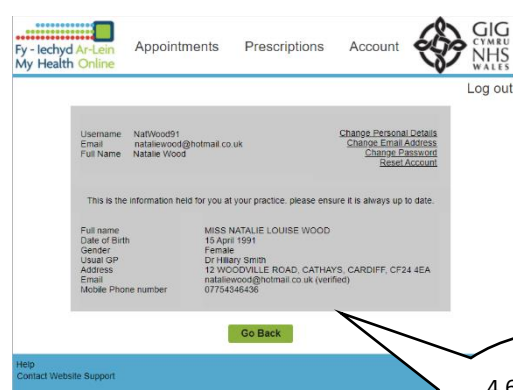 Fy - Iechyd Ar-Lein
My Health Online
Appointments Prescriptions Account
GIG
CYMRU
NHS
WALES
Log out
Username NatWood91
Email nataliewood@hotmail.co.uk
Full Name Natalie Wood
Change Personal Details
Change Email Address
Change Password
Reset Account
This is the information held for you at your practice. please ensure it is always up to date.
Full name MISS NATALIE LOUISE WOOD
Date of Birth 15 April 1991
Gender Female
Usual GP Dr Hillary Smith
Address 12 WOODVILLE ROAD, CATHAYS, CARDIFF, CF24 4EA
Email nataliewood@hotmail.co.uk (verified)
Mobile Phone number 07754346436
Go Back
Help
Contact Website Support